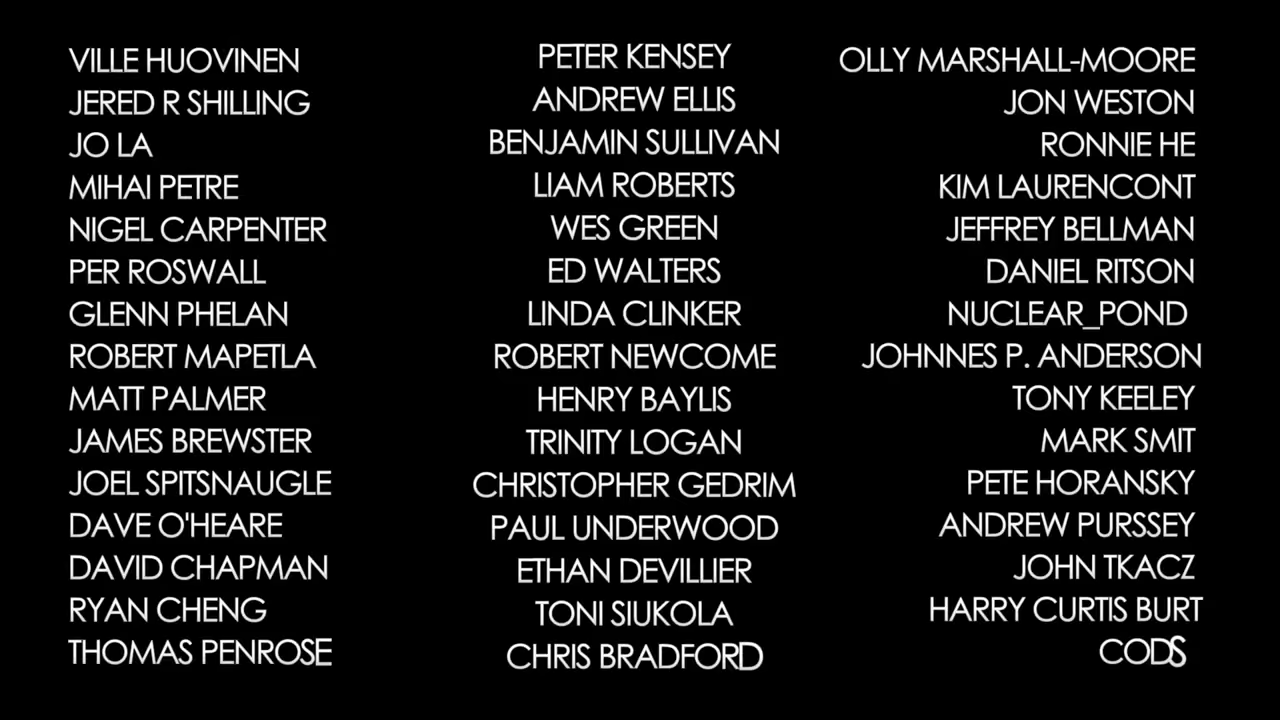 VILLE HUOVINEN
JERED R SHILLING
JO LA
MIHAI PETRE
NIGEL CARPENTER
PER ROSWALL
GLENN PHELAN
ROBERT MAPETLA
MATT PALMER
JAMES BREWSTER
JOEL SPITSNAUGLE
DAVE O'HEARE
DAVID CHAPMAN
RYAN CHENG
THOMAS PENROSE
PETER KENSEY
ANDREW ELLIS
BENJAMIN SULLIVAN
LIAM ROBERTS
WES GREEN
ED WALTERS
LINDA CLINKER
ROBERT NEWCOME
HENRY BAYLIS
TRINITY LOGAN
CHRISTOPHER GEDRIM
PAUL UNDERWOOD
ETHAN DEVILLIER
TONI SIUKOLA
CHRIS BRADFORD
OLLY MARSHALL-MOORE
JON WESTON
RONNIE HE
KIM LAURENCONT
JEFFREY BELLMAN
DANIEL RITSON
NUCLEAR_POND
JOHNNES P. ANDERSON
TONY KEELEY
MARK SMIT
PETE HORANSKY
ANDREW PURSSEY
JOHN TKACZ
HARRY CURTIS BURT
CODS